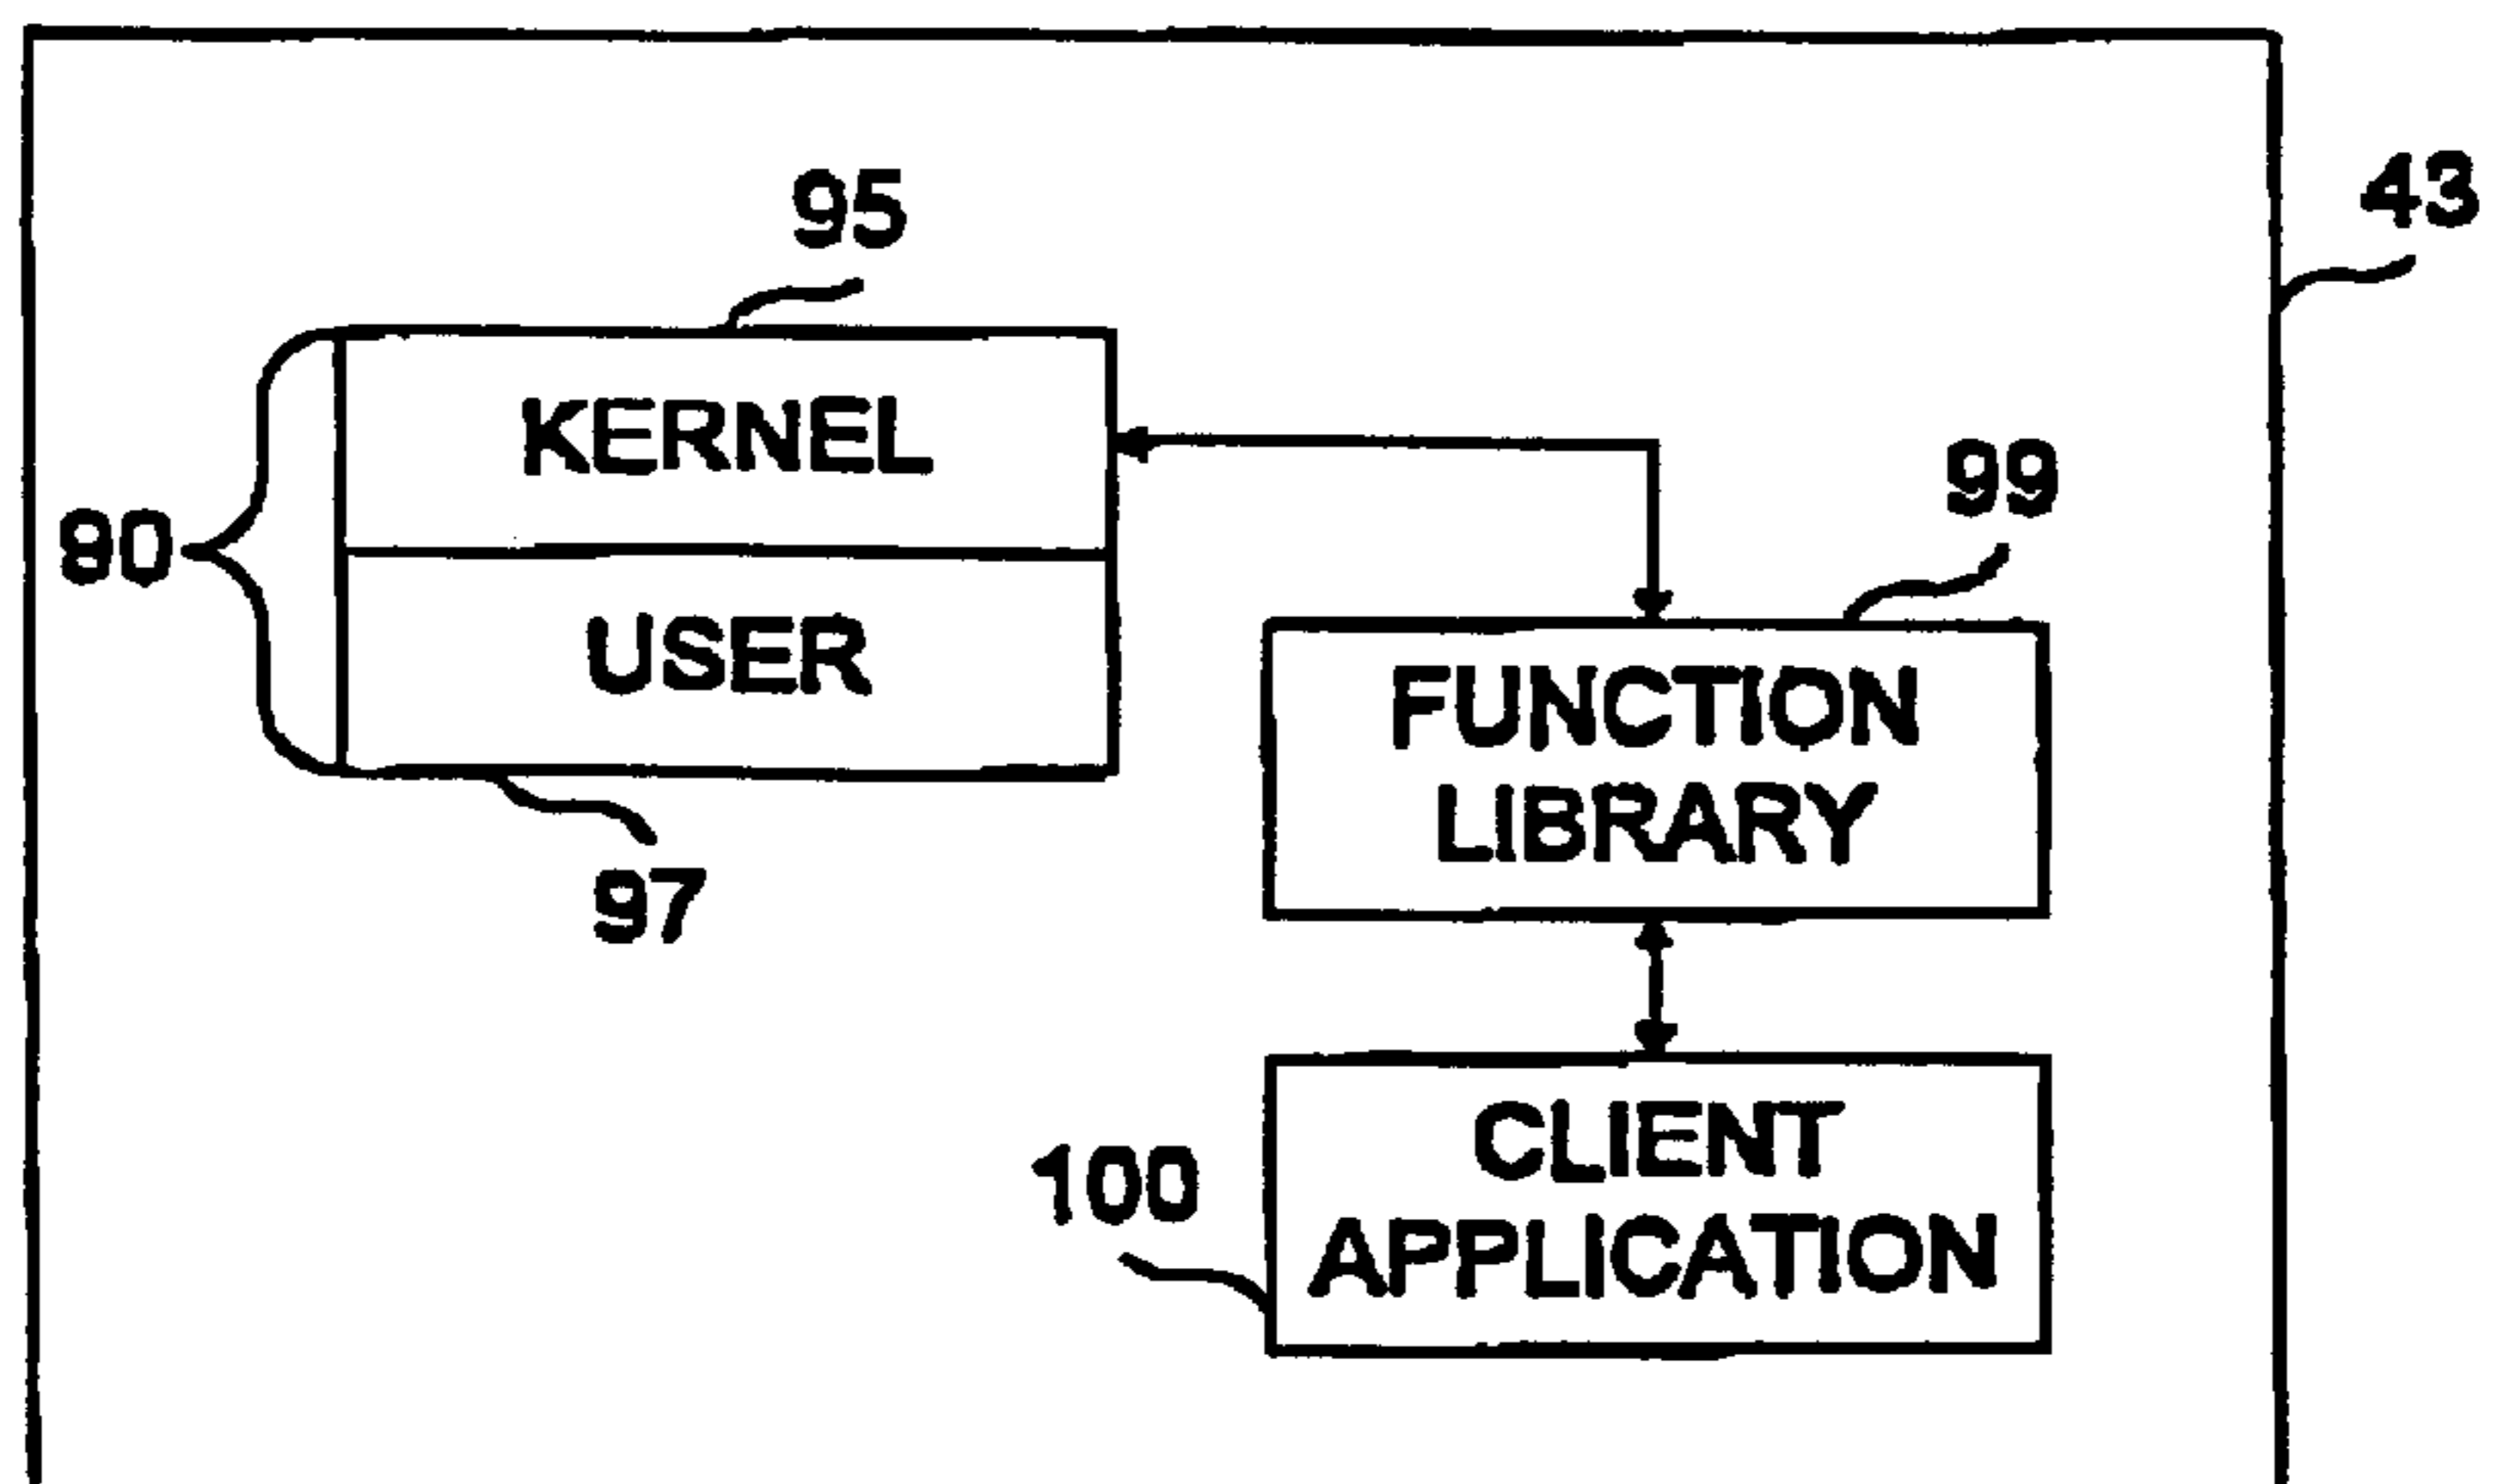 95
43
KERNEL
99
80
USER
FUNCTION
LIBRARY
97
CLIENT
100
APPLICATION